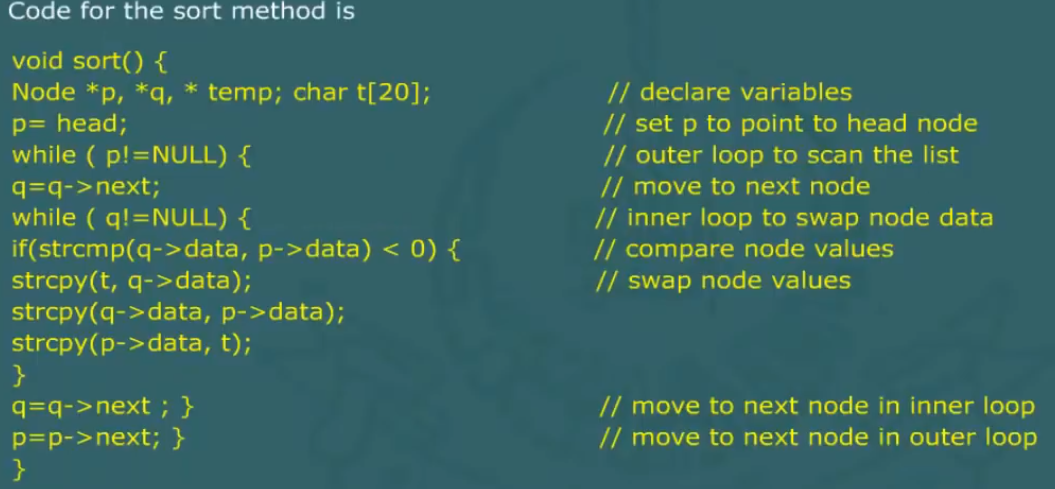 Code for the sort method is
void sort() {
Node *p, *q, * temp; char t[20]; // declare variables
p= head; // set p to point to head node
while ( p!=NULL) { // outer loop to scan the list
q=q->next; // move to next node
while ( q!=NULL) { // inner loop to swap node data
if(strcmp(q->data, p->data) < 0) { // compare node values
strcpy(t, q->data); // swap node values
strcpy(q->data, p->data);
strcpy(p->data, t);
}
q=q->next ; } // move to next node in inner loop
p=p->next; } // move to next node in outer loop
}